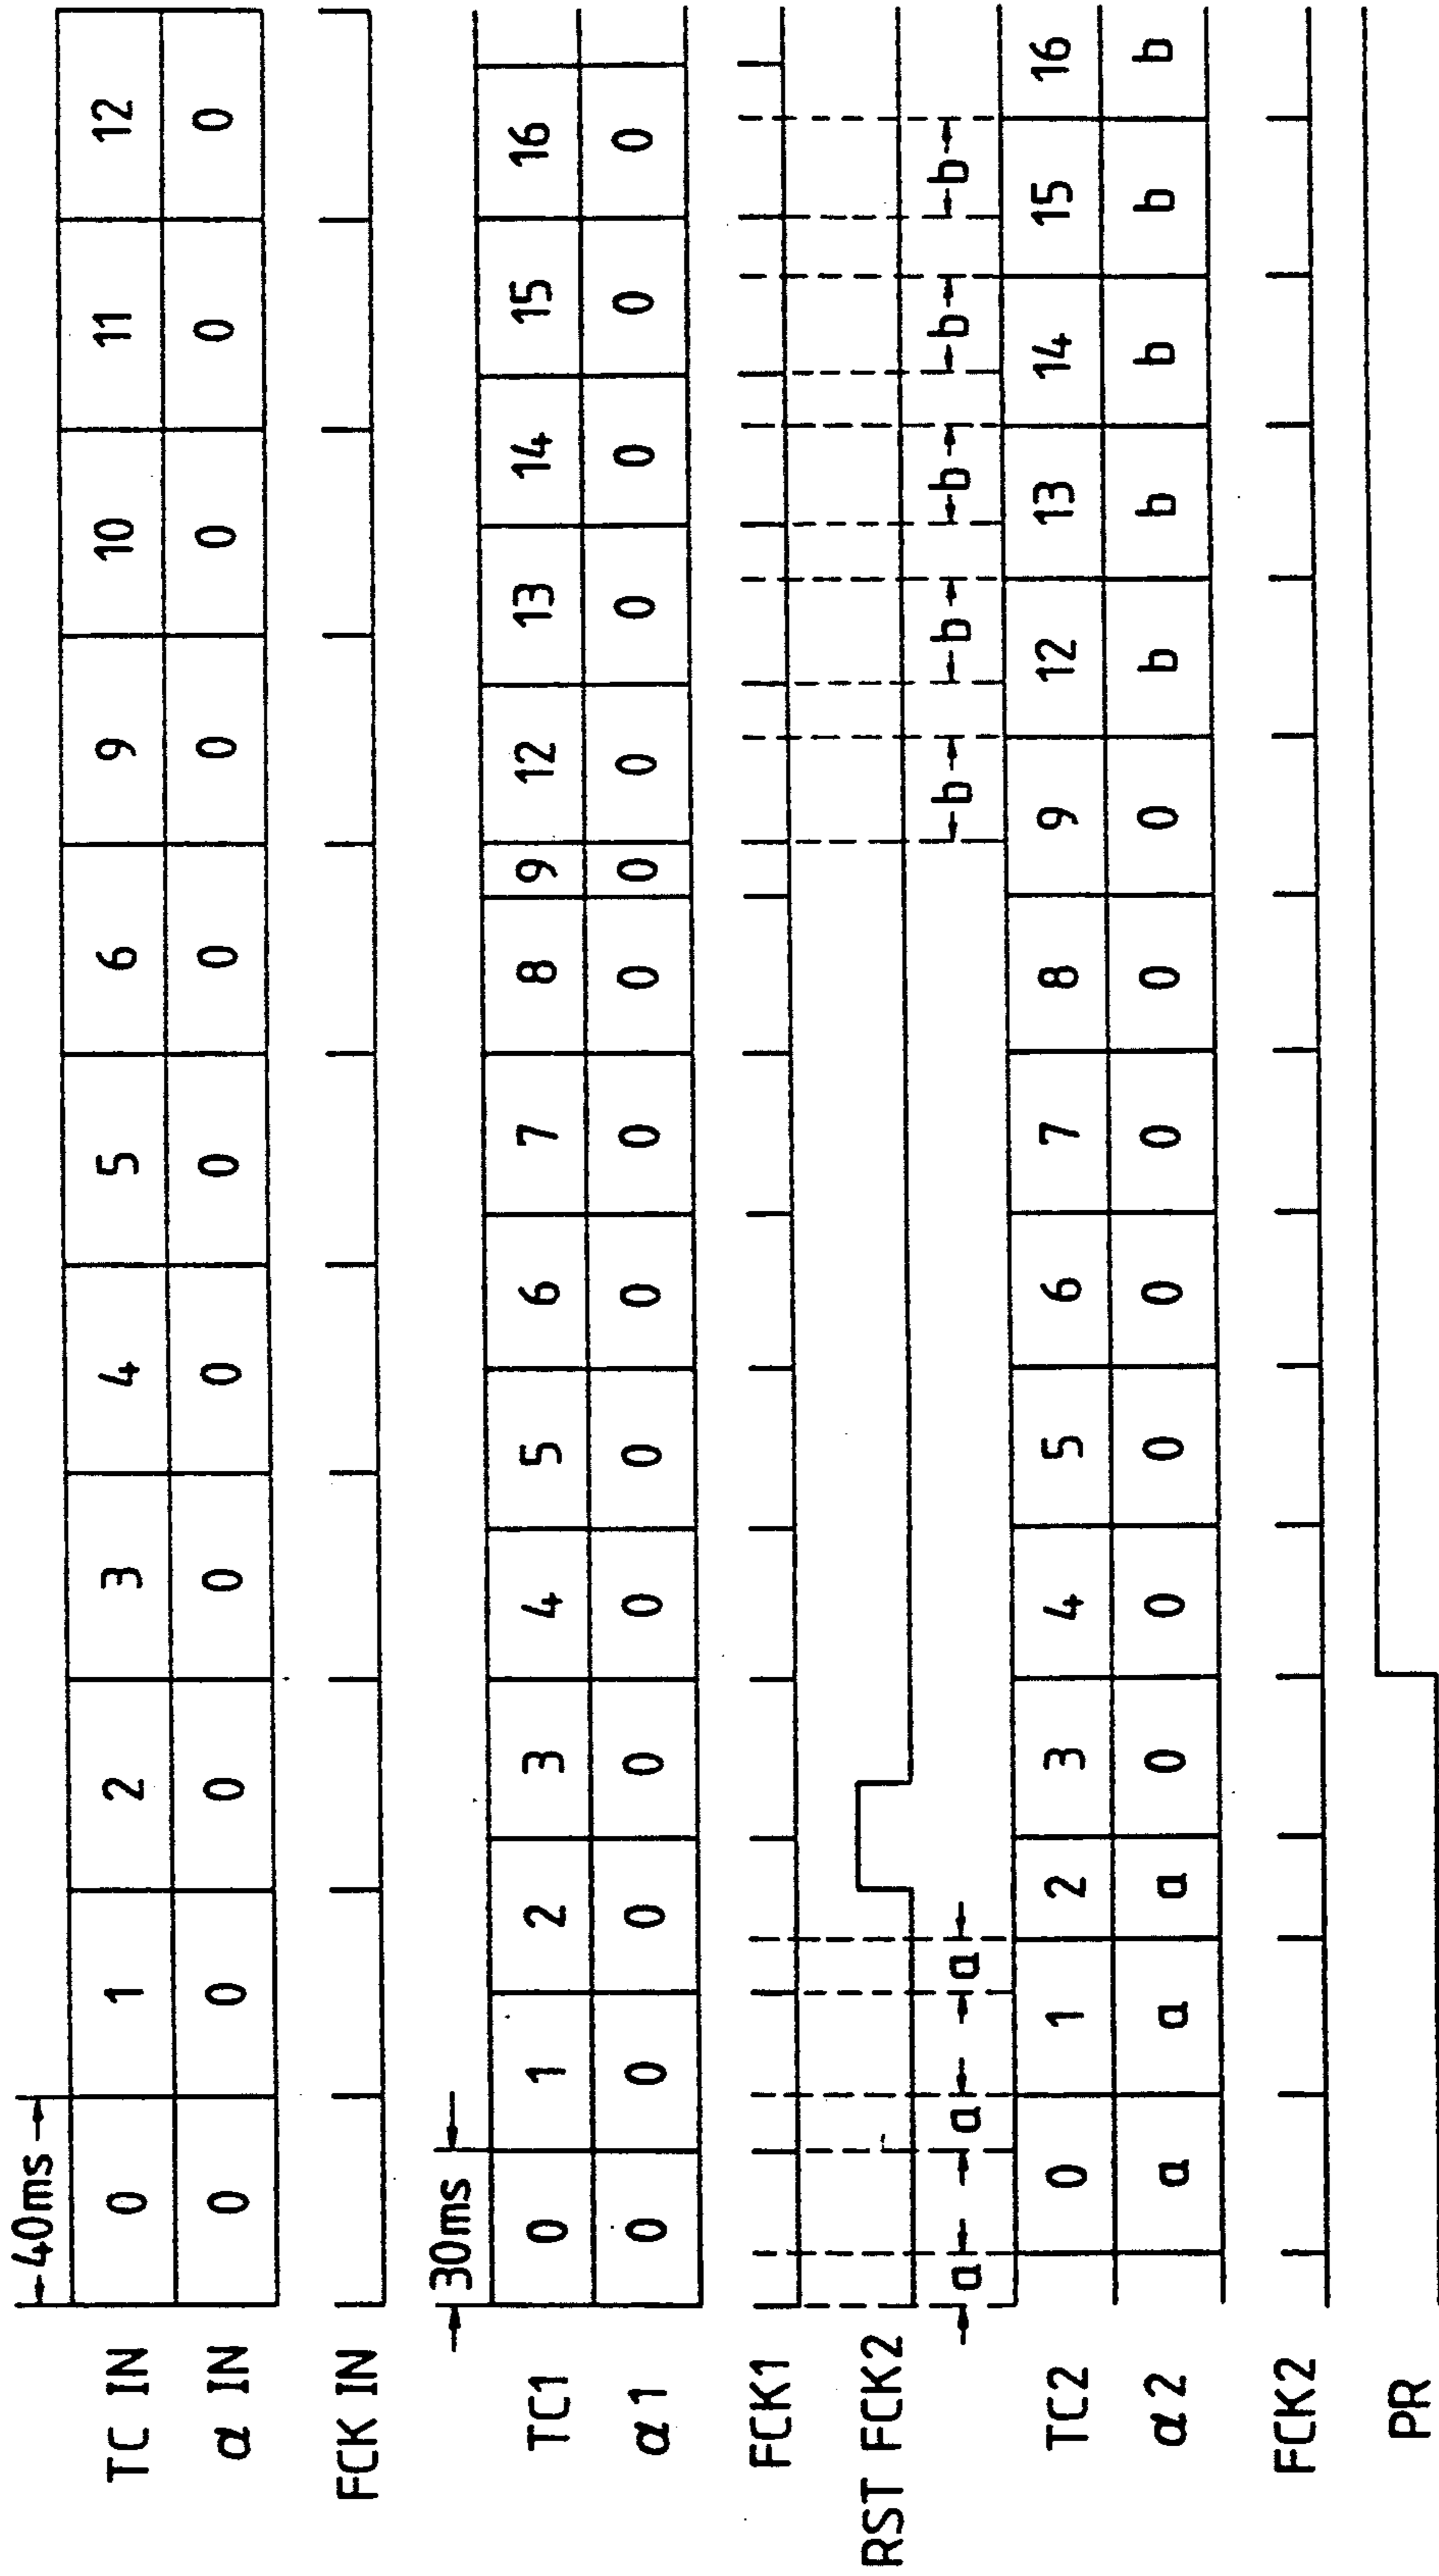 40ms
TC IN 0 1 2 3 4 5 6 9 10 11 12
α IN 0 0 0 0 0 0 0 0 0 0 0
FCK IN
30ms
TC1 0 1 2 3 4 5 6 7 8 9 12 13 14 15 16
α1 0 0 0 0 0 0 0 0 0 0 0 0 0 0 0
FCK1
RST FCK2
a a a b b b b b
TC2 0 1 2 3 4 5 6 7 8 9 12 13 14 15 16
α2 a a a 0 0 0 0 0 0 0 b b b b b
FCK2
PR